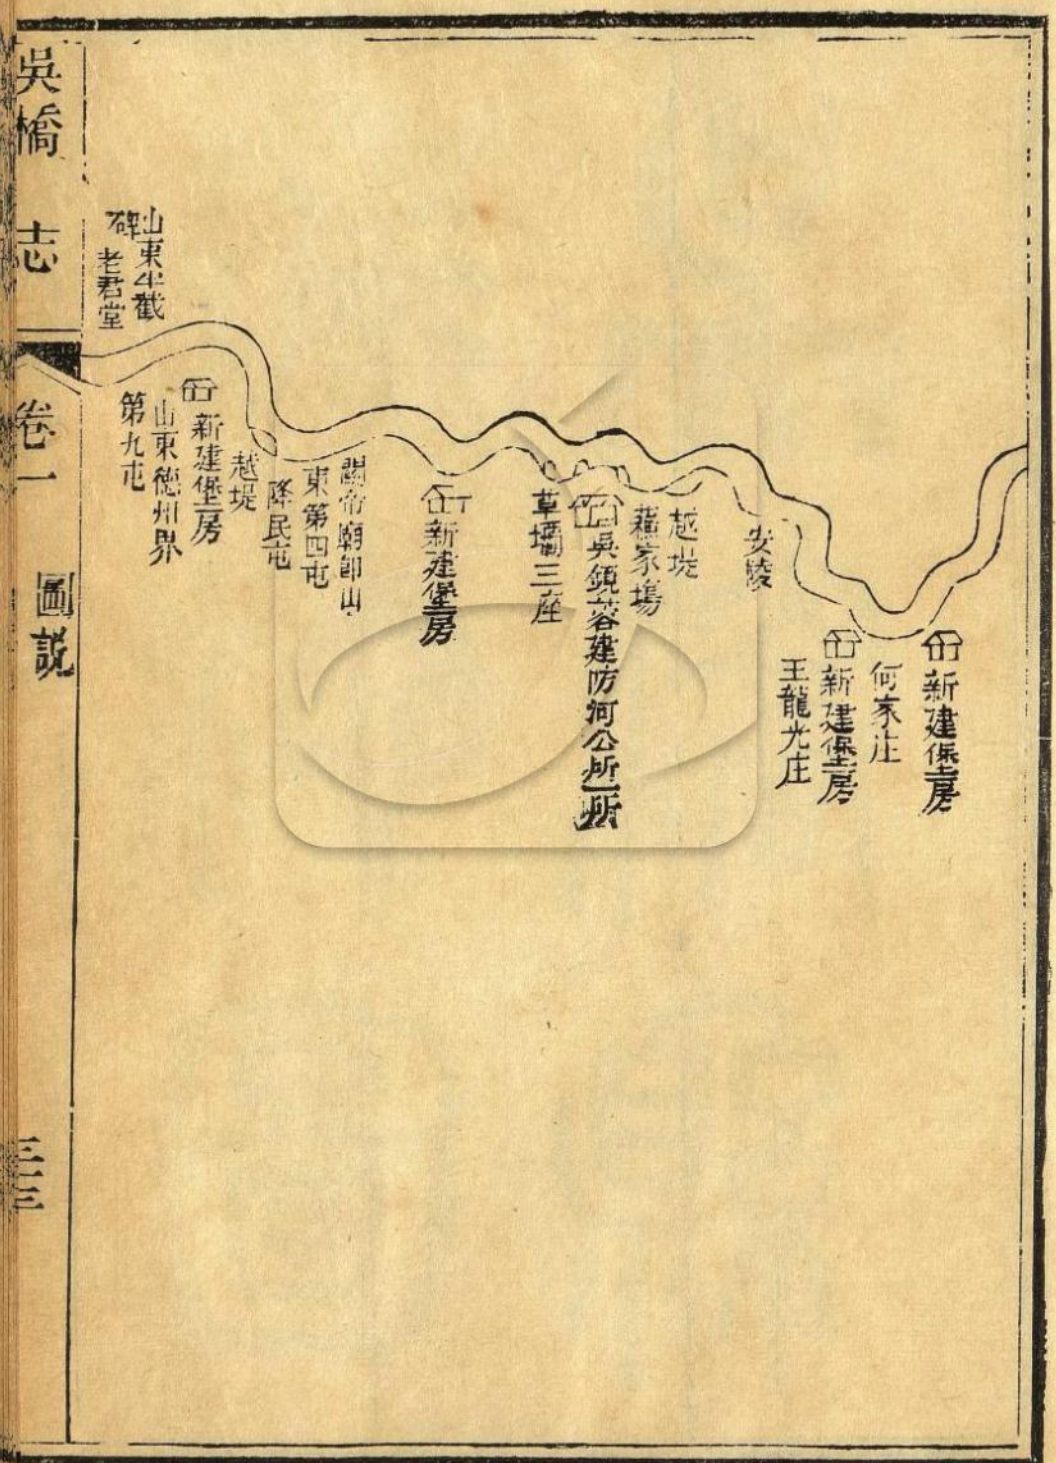 新建堡房
何家庄
新建堡房
王龍光庄
安陵
越堤
家塲
吳鎮建防河公所一所
草壩三座
新建堡房
關帝廟即山
東第四屯
降民屯
越堤
新建堡房
山東德州界
第九屯
山東半截
碑 老君堂
吳橋志
卷一
圖說
三三